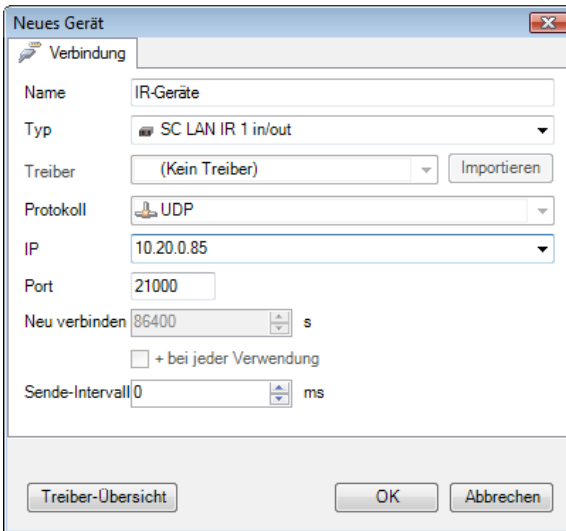 Neues Gerät
Verbindung
Name IR-Geräte
Typ SC LAN IR 1 in/out
Treiber (Kein Treiber) Importieren
Protokoll UDP
IP 10.20.0.85
Port 21000
Neu verbinden 86400 s
+ bei jeder Verwendung
Sende-Intervall 0 ms
Treiber-Übersicht OK Abbrechen